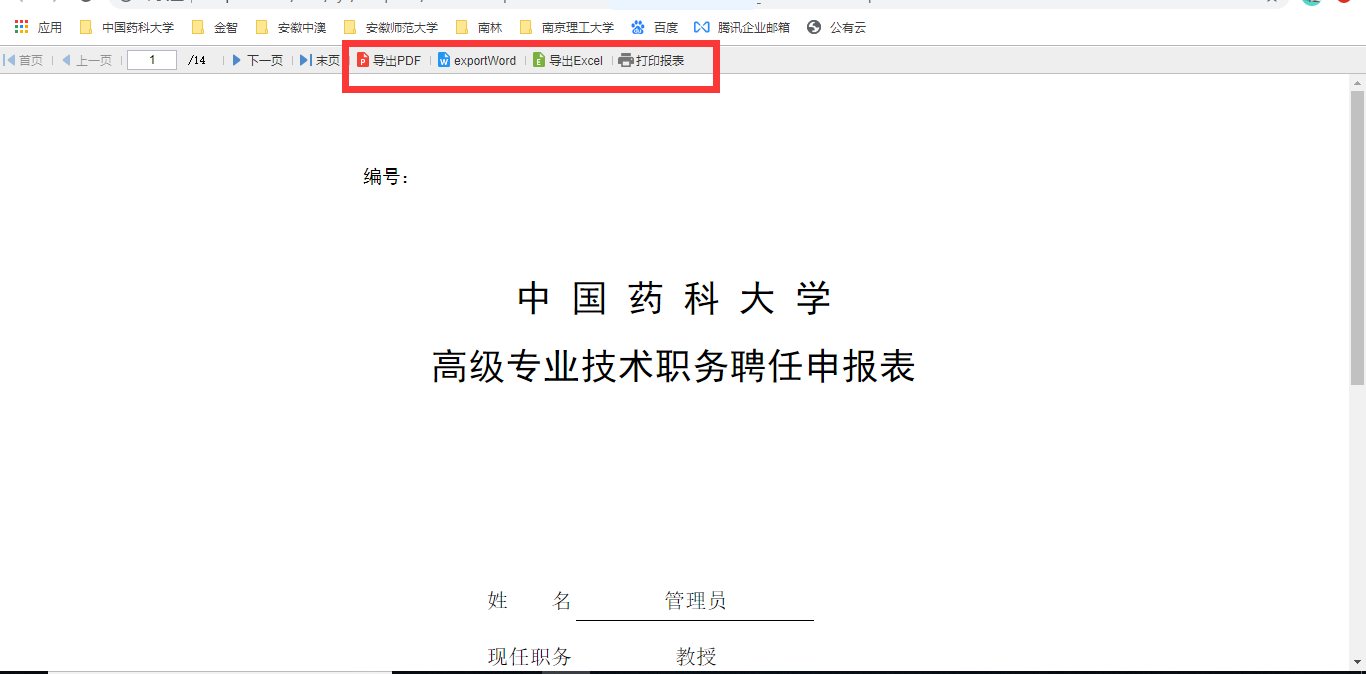 应用 中国药科大学 金智 安徽中澳 安徽师范大学 南林 南京理工大学 百度 腾讯企业邮箱 公有云
首页 上一页 1 /14 下一页 末页 导出PDF exportWord 导出Excel 打印报表
编号：
中国药科大学
高级专业技术职务聘任申报表
姓 名 管理员
现任职务 教授